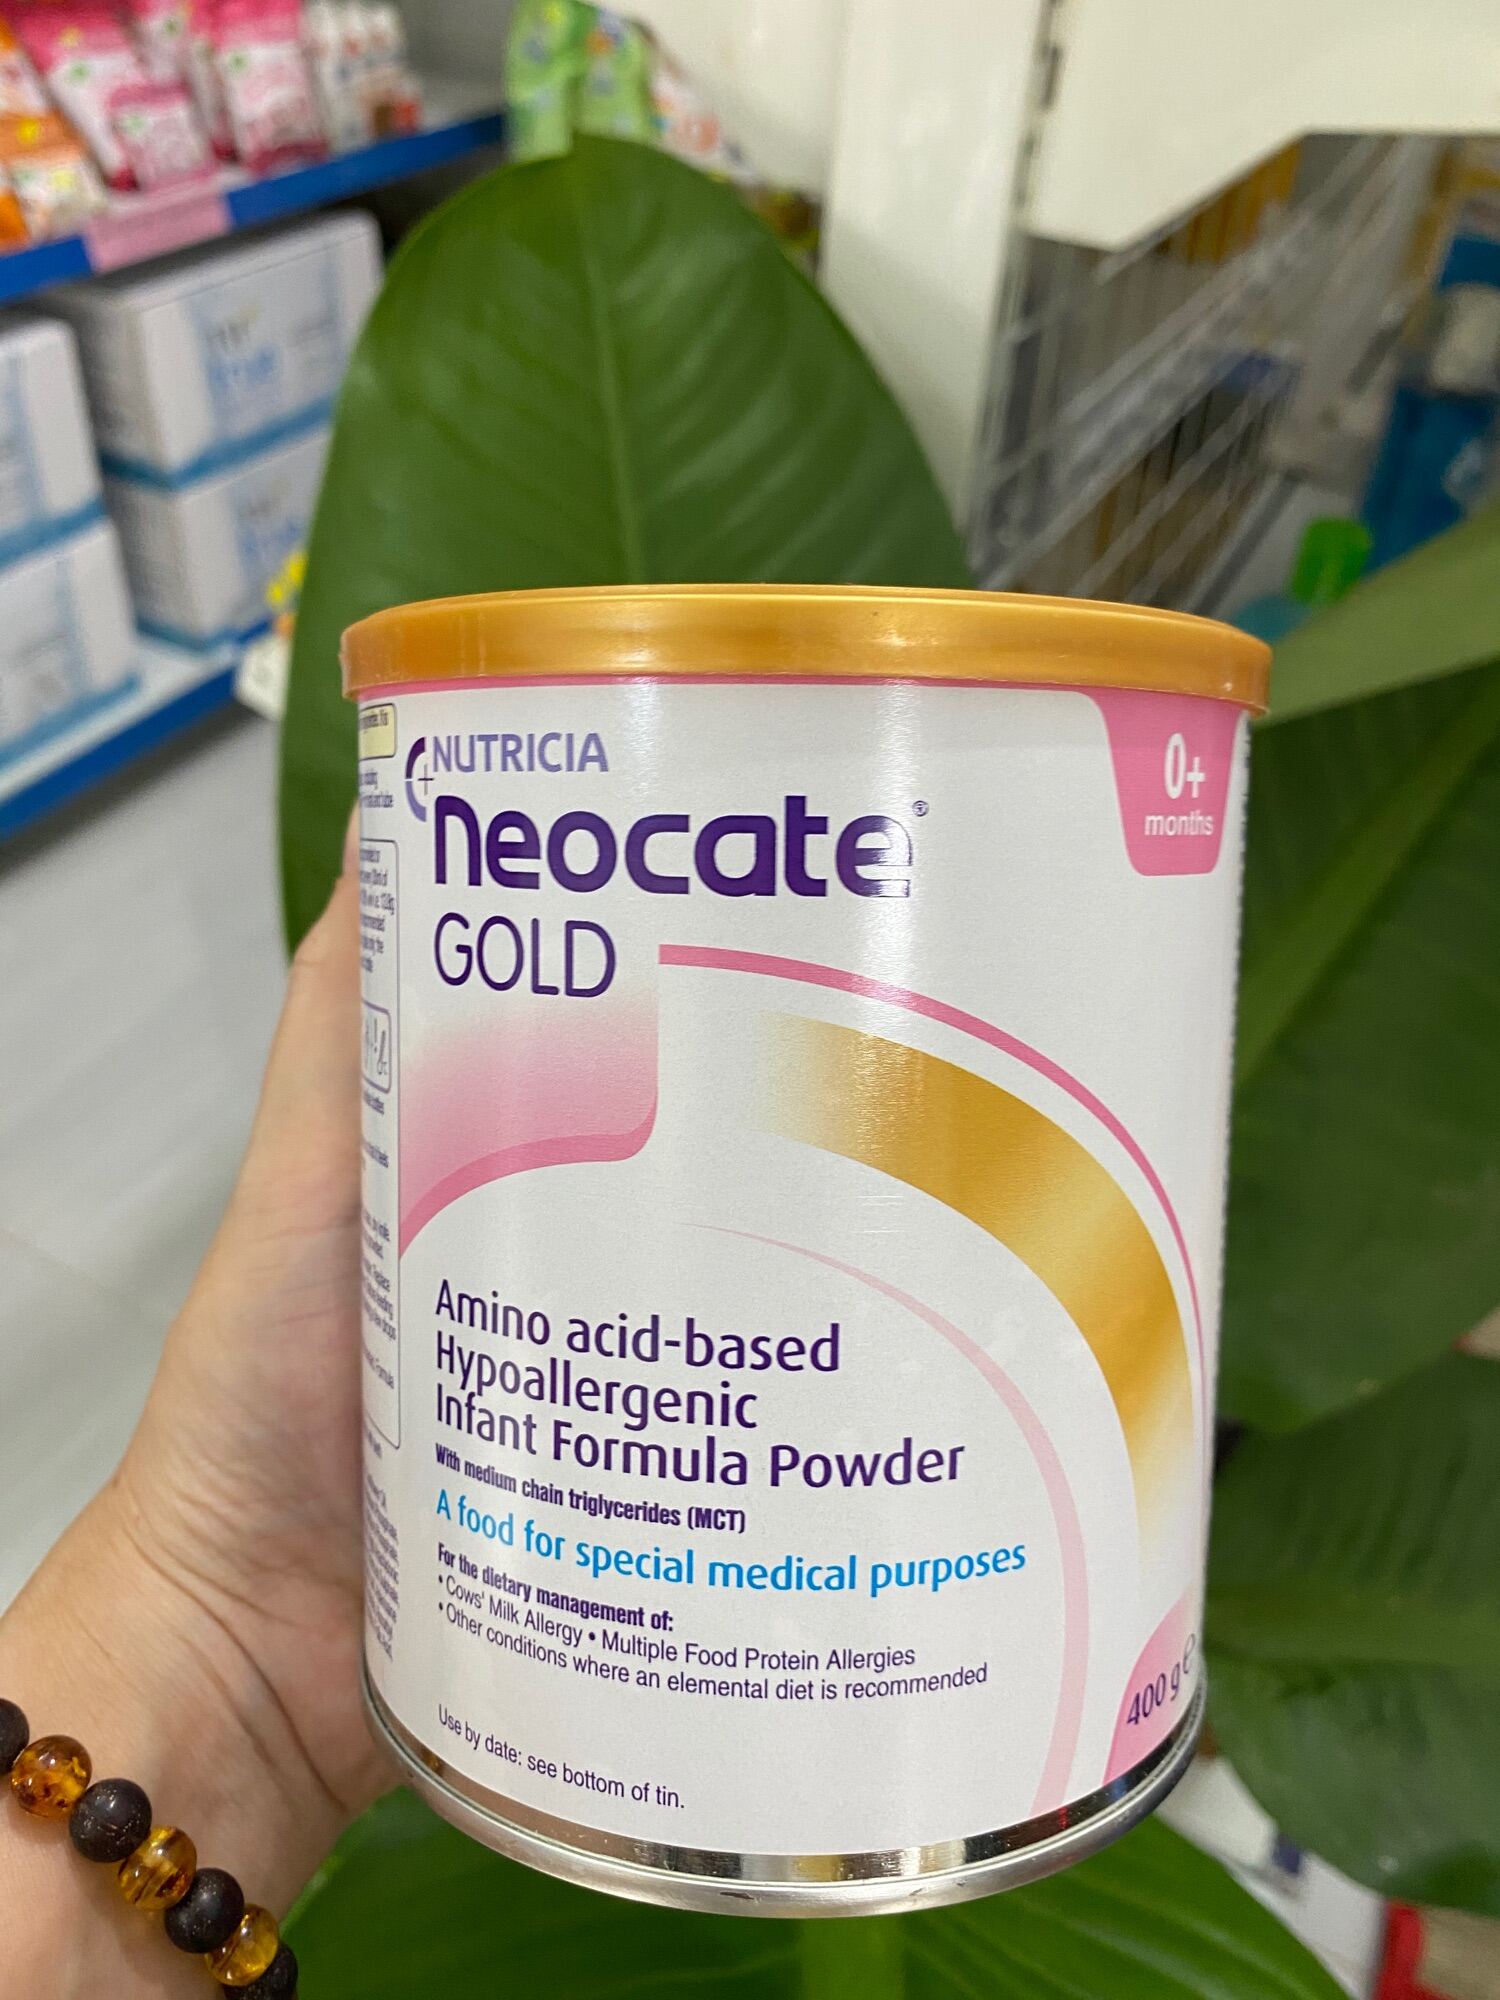 NUTRICIA
neocate®
GOLD
0+
months
Amino acid-based
Hypoallergenic
Infant Formula Powder
With medium chain triglycerides (MCT)
A food for special medical purposes
For the dietary management of:
• Cows' Milk Allergy • Multiple Food Protein Allergies
• Other conditions where an elemental diet is recommended
400 g e
Use by date: see bottom of tin.